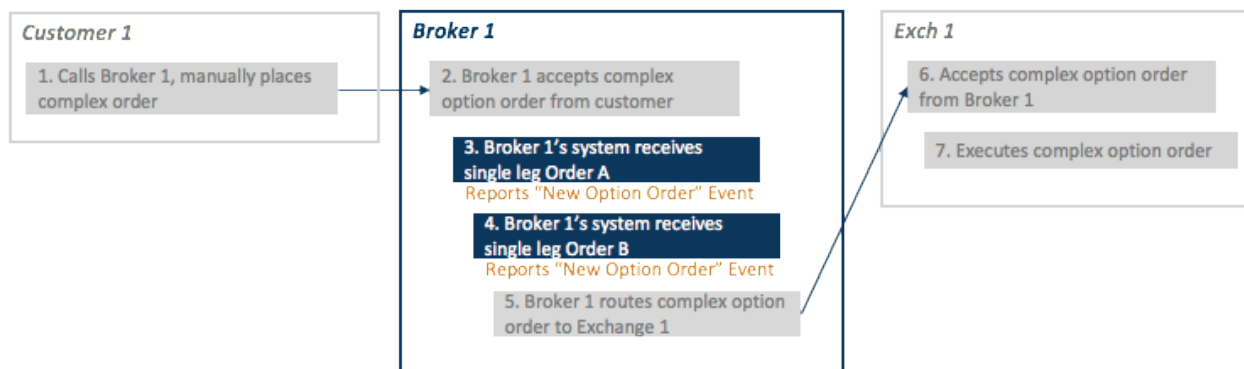 Customer 1
1. Calls Broker 1, manually places
complex order
Broker 1
2. Broker 1 accepts complex
option order from customer
3. Broker 1's system receives
single leg Order A
Reports “New Option Order” Event
4. Broker 1's system receives
single leg Order B
Reports “New Option Order” Event
5. Broker 1 routes complex option
order to Exchange 1
Exch 1
6. Accepts complex option order
from Broker 1
7. Executes complex option order